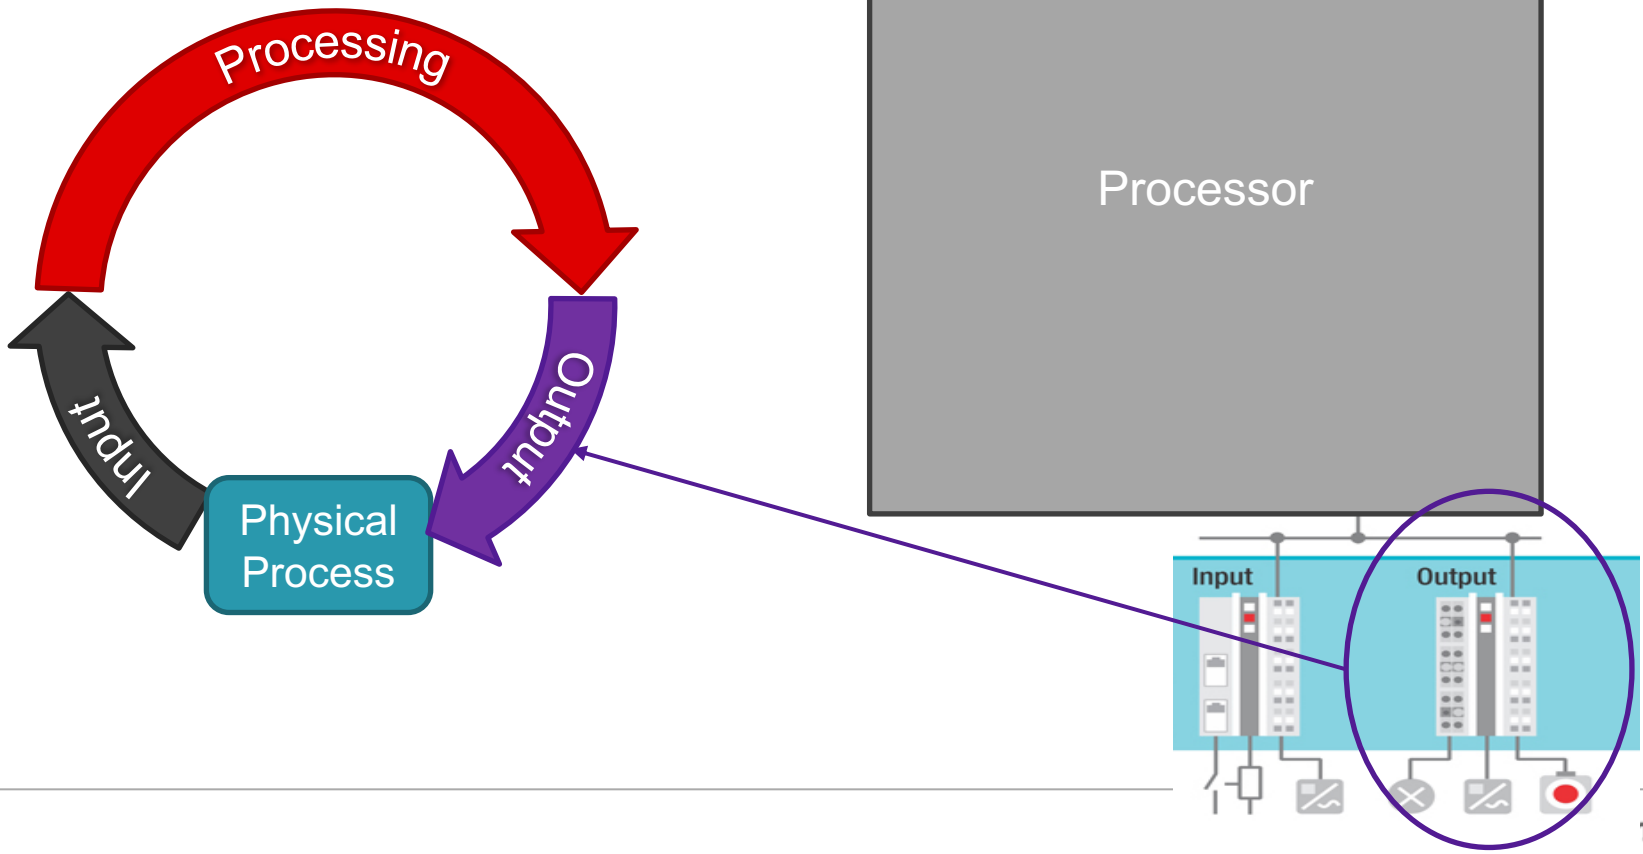 Processing
Processor
Output
Input
Physical
Process
Input
Output